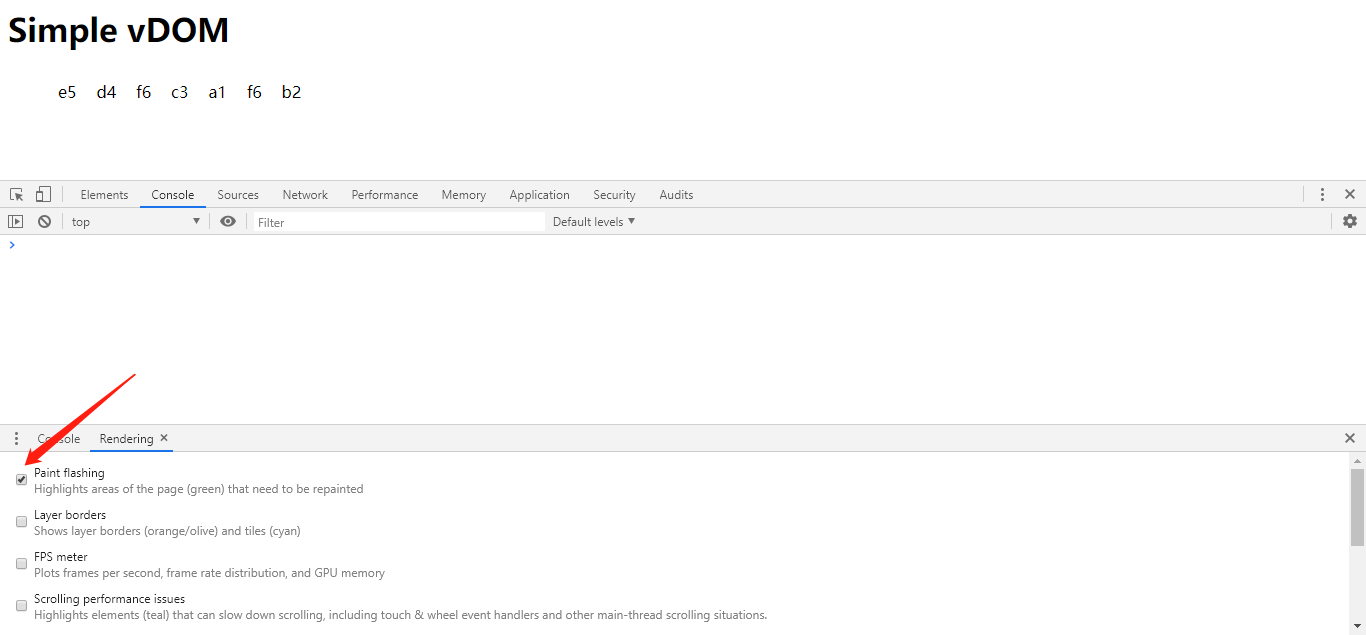 Simple vDOM
e5 d4 f6 c3 a1 f6 b2
Elements Console Sources Network Performance Memory Application Security Audits
top Filter Default levels
Console Rendering
Paint flashing
Highlights areas of the page (green) that need to be repainted
Layer borders
Shows layer borders (orange/olive) and tiles (cyan)
FPS meter
Plots frames per second, frame rate distribution, and GPU memory
Scrolling performance issues
Highlights elements (teal) that can slow down scrolling, including touch & wheel event handlers and other main-thread scrolling situations.